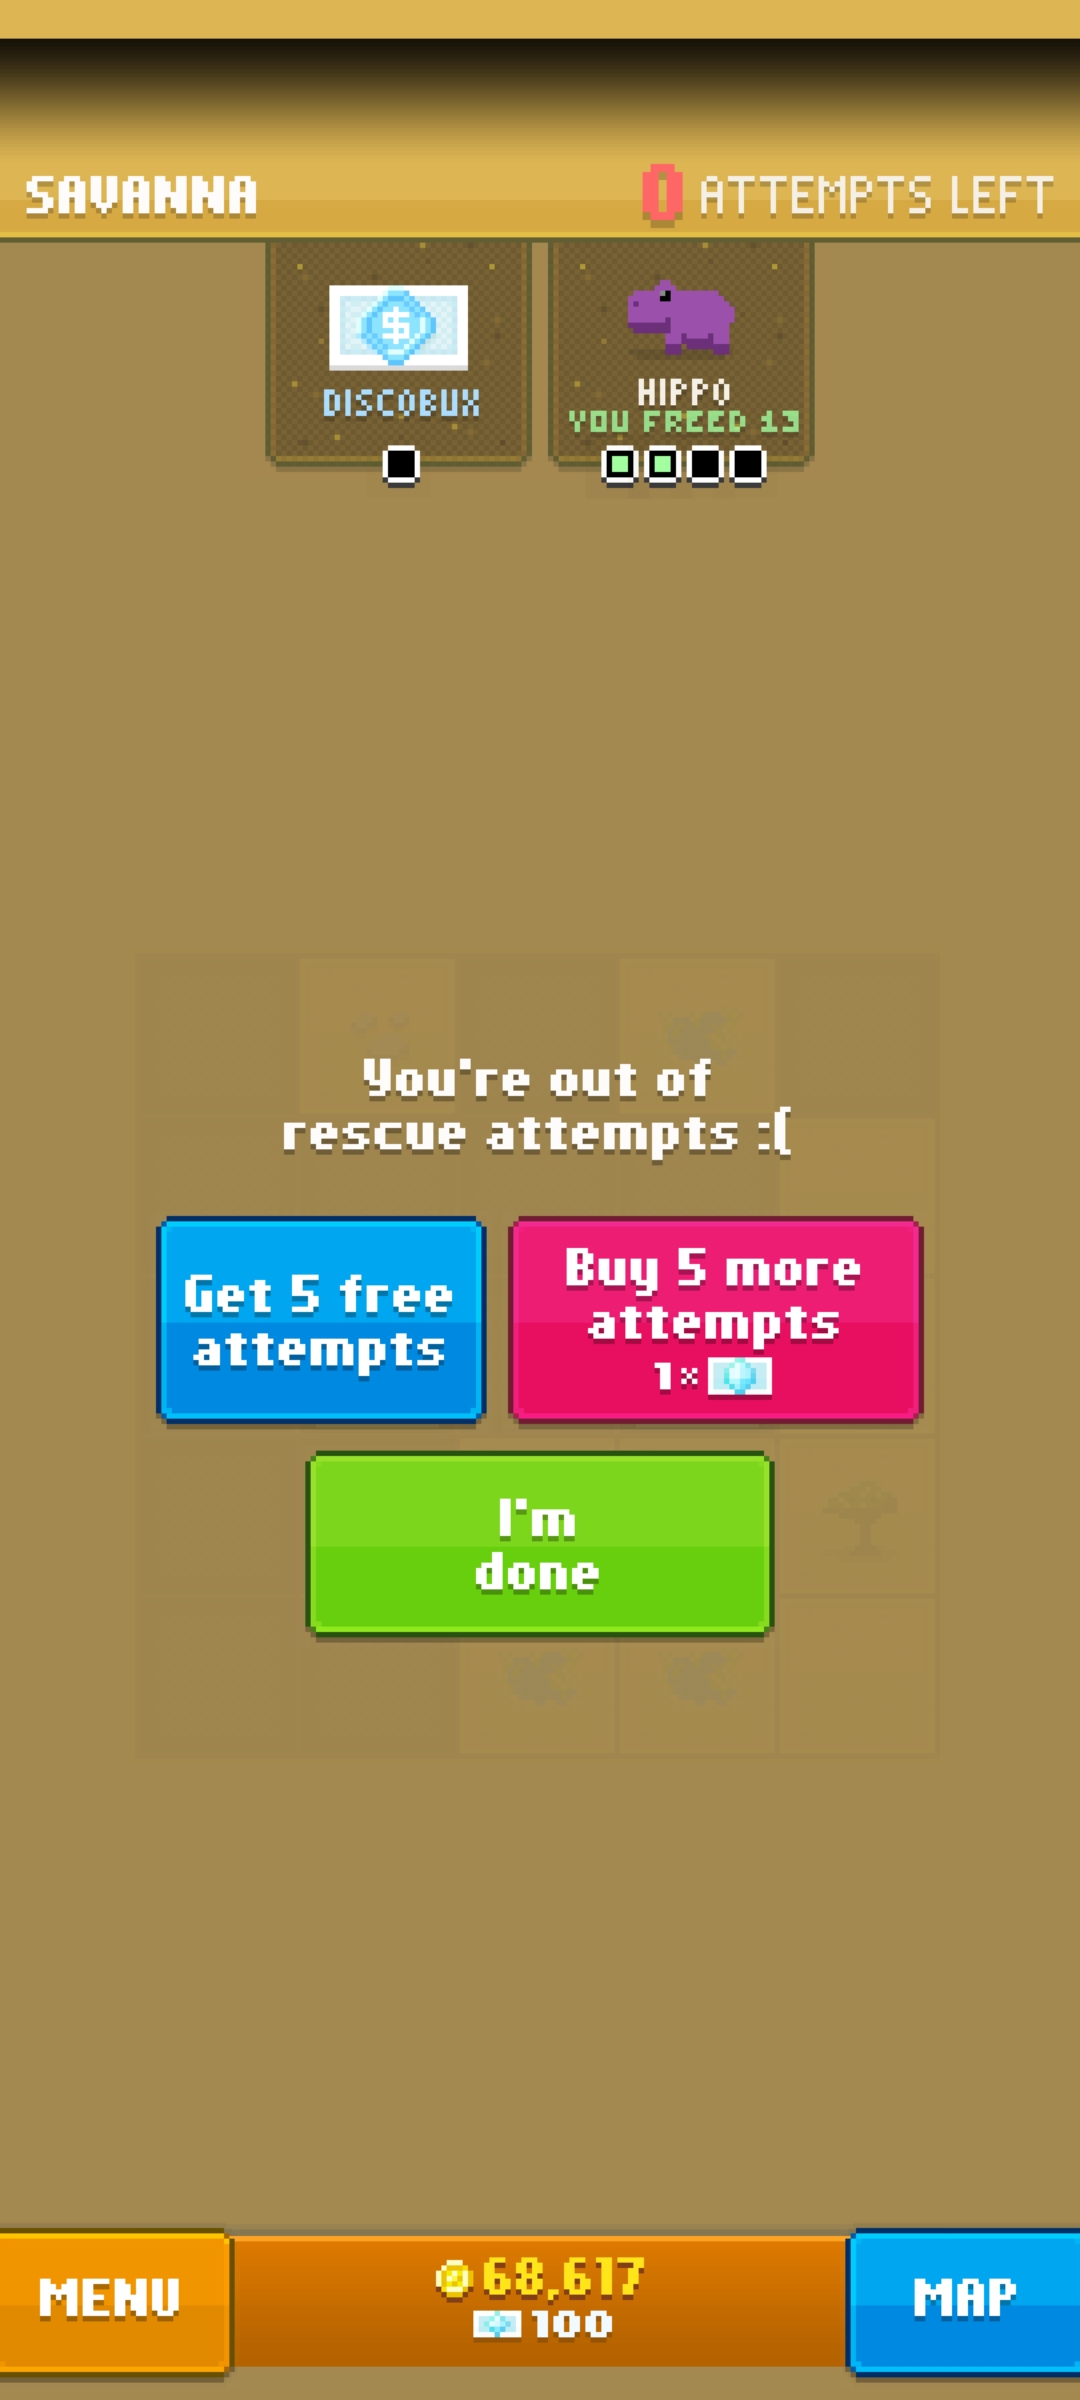 SAVANNA
0 ATTEMPTS LEFT
$
DISCOBUX
HIPPO
YOU FREED 13
You're out of
rescue attempts :(
Get 5 free
attempts
Buy 5 more
attempts
1×
I'm
done
MENU
68,617
100
MAP